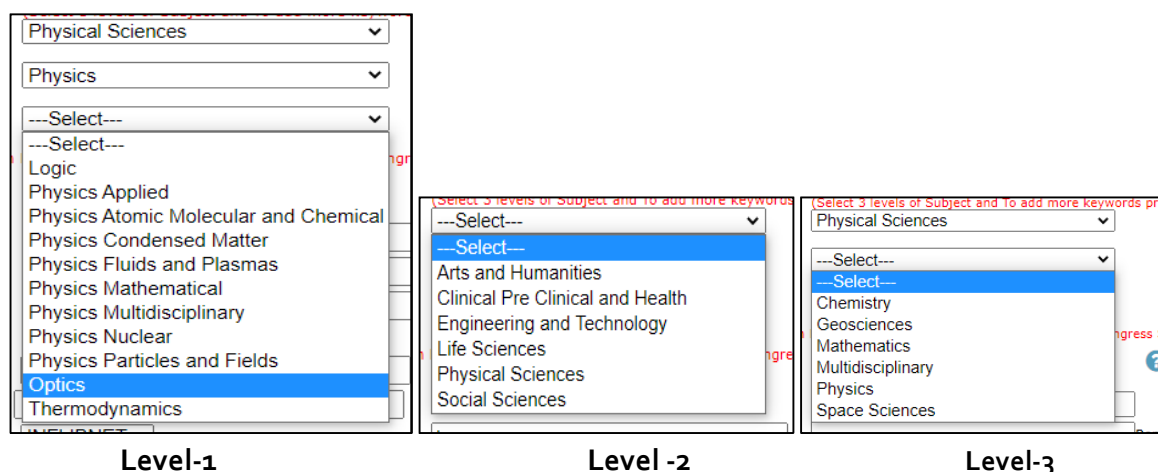 Physical Sciences
Physics
---Select---
---Select---
Logic
Physics Applied
Physics Atomic Molecular and Chemical
Physics Condensed Matter
Physics Fluids and Plasmas
Physics Mathematical
Physics Multidisciplinary
Physics Nuclear
Physics Particles and Fields
Optics
Thermodynamics
Level-1
(Select 3 levels of Subject and To add more keywords
---Select---
---Select---
Arts and Humanities
Clinical Pre Clinical and Health
Engineering and Technology
Life Sciences
Physical Sciences
Social Sciences
Level -2
(Select 3 levels of Subject and To add more keywords
Physical Sciences
---Select---
---Select---
Chemistry
Geosciences
Mathematics
Multidisciplinary
Physics
Space Sciences
Level-3